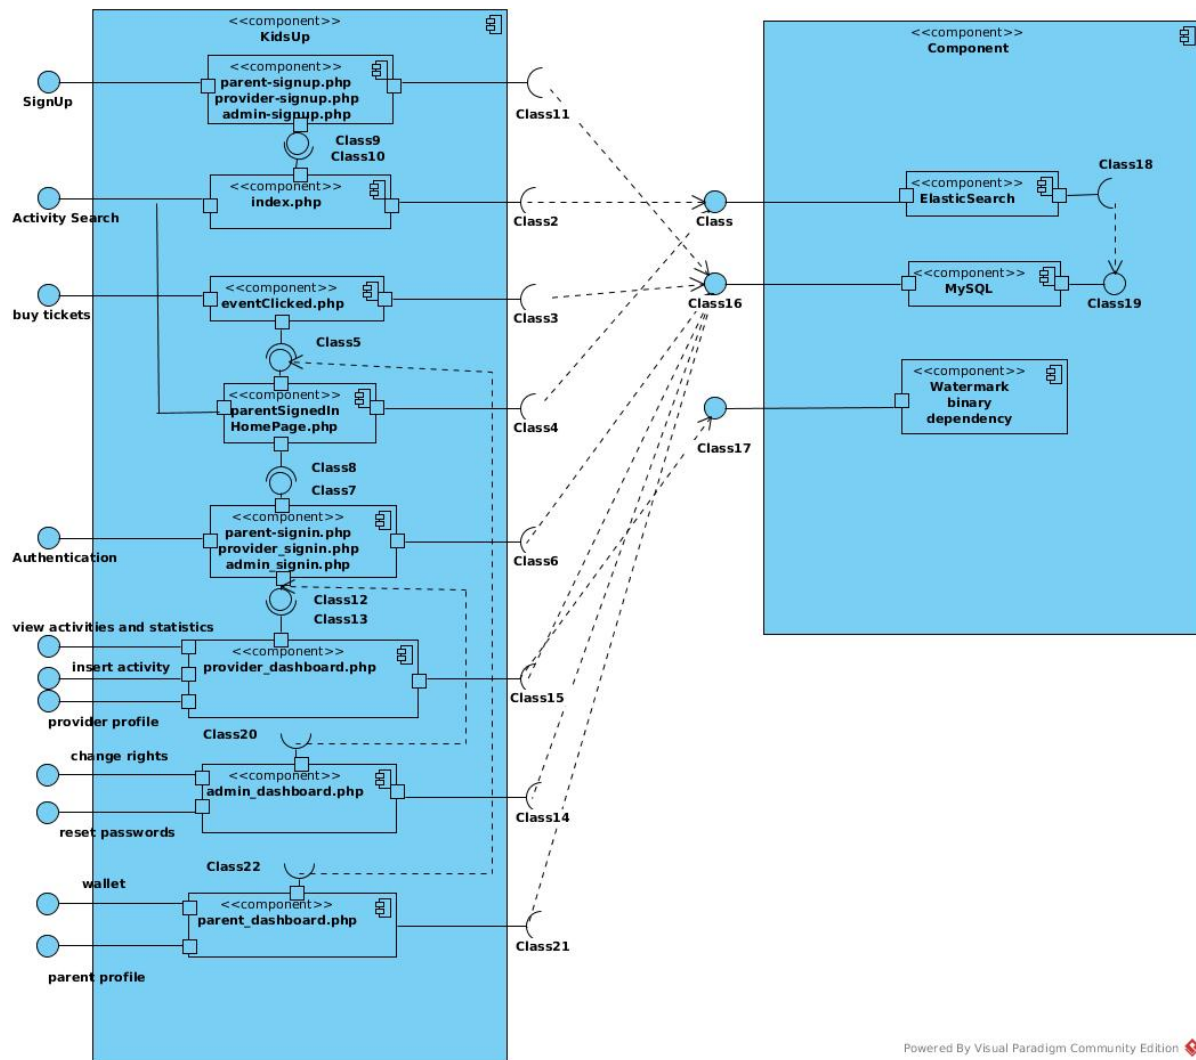 <<component>>
KidsUp
<<component>>
parent-signup.php
provider-signup.php
admin-signup.php
SignUp
Class11
Class9
Class10
<<component>>
index.php
Activity Search
Class2
<<component>>
eventClicked.php
buy tickets
Class3
Class5
<<component>>
parentSignedIn
HomePage.php
Class4
Class8
Class7
<<component>>
parent-signin.php
provider_signin.php
admin_signin.php
Authentication
Class6
Class12
Class13
view activities and statistics
insert activity
provider profile
<<component>>
provider_dashboard.php
Class15
Class20
change rights
reset passwords
<<component>>
admin_dashboard.php
Class14
Class22
wallet
parent profile
<<component>>
parent_dashboard.php
Class21
<<component>>
Component
Class
Class16
Class17
<<component>>
ElasticSearch
Class18
<<component>>
MySQL
Class19
<<component>>
Watermark
binary
dependency
Powered By Visual Paradigm Community Edition